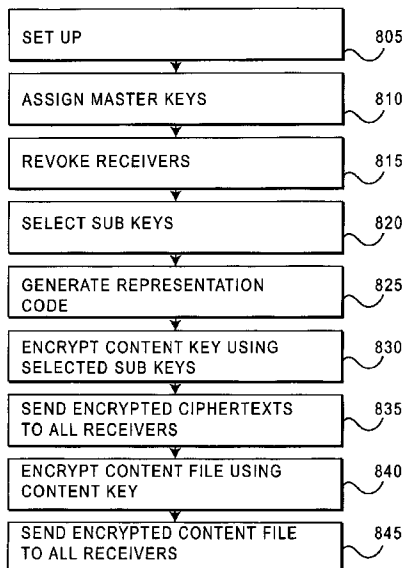 SET UP
805
ASSIGN MASTER KEYS
810
REVOKE RECEIVERS
815
SELECT SUB KEYS
820
GENERATE REPRESENTATION
CODE
825
ENCRYPT CONTENT KEY USING
SELECTED SUB KEYS
830
SEND ENCRYPTED CIPHERTEXTS
TO ALL RECEIVERS
835
ENCRYPT CONTENT FILE USING
CONTENT KEY
840
SEND ENCRYPTED CONTENT FILE
TO ALL RECEIVERS
845